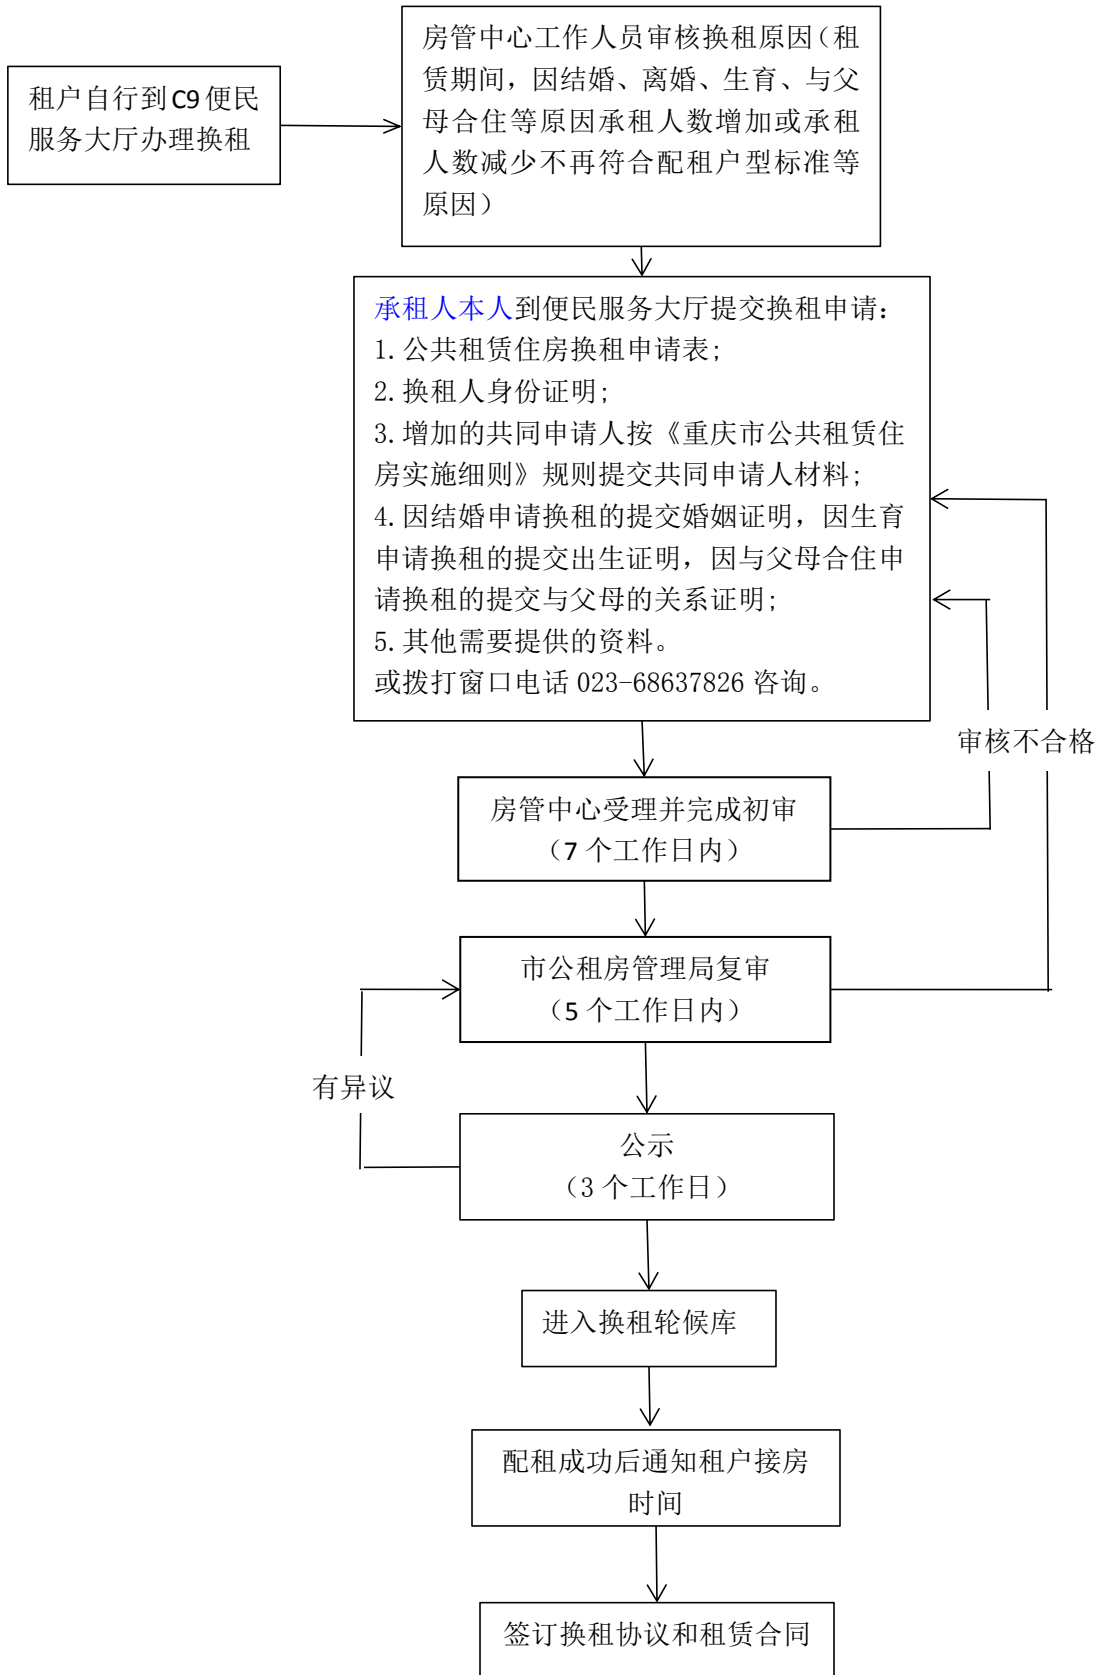 租户自行到C9便民
服务大厅办理换租
房管中心工作人员审核换租原因（租
赁期间，因结婚、离婚、生育、与父
母合住等原因承租人数增加或承租
人数减少不再符合配租户型标准等
原因）
承租人本人到便民服务大厅提交换租申请：
1.公共租赁住房换租申请表;
2.换租人身份证明;
3.增加的共同申请人按《重庆市公共租赁住
房实施细则》规则提交共同申请人材料;
4.因结婚申请换租的提交婚姻证明，因生育
申请换租的提交出生证明，因与父母合住申
请换租的提交与父母的关系证明;
5.其他需要提供的资料。
或拨打窗口电话 023-68637826 咨询。
审核不合格
房管中心受理并完成初审
（7 个工作日内）
市公租房管理局复审
（5 个工作日内）
有异议
公示
（3 个工作日）
进入换租轮候库
配租成功后通知租户接房
时间
签订换租协议和租赁合同